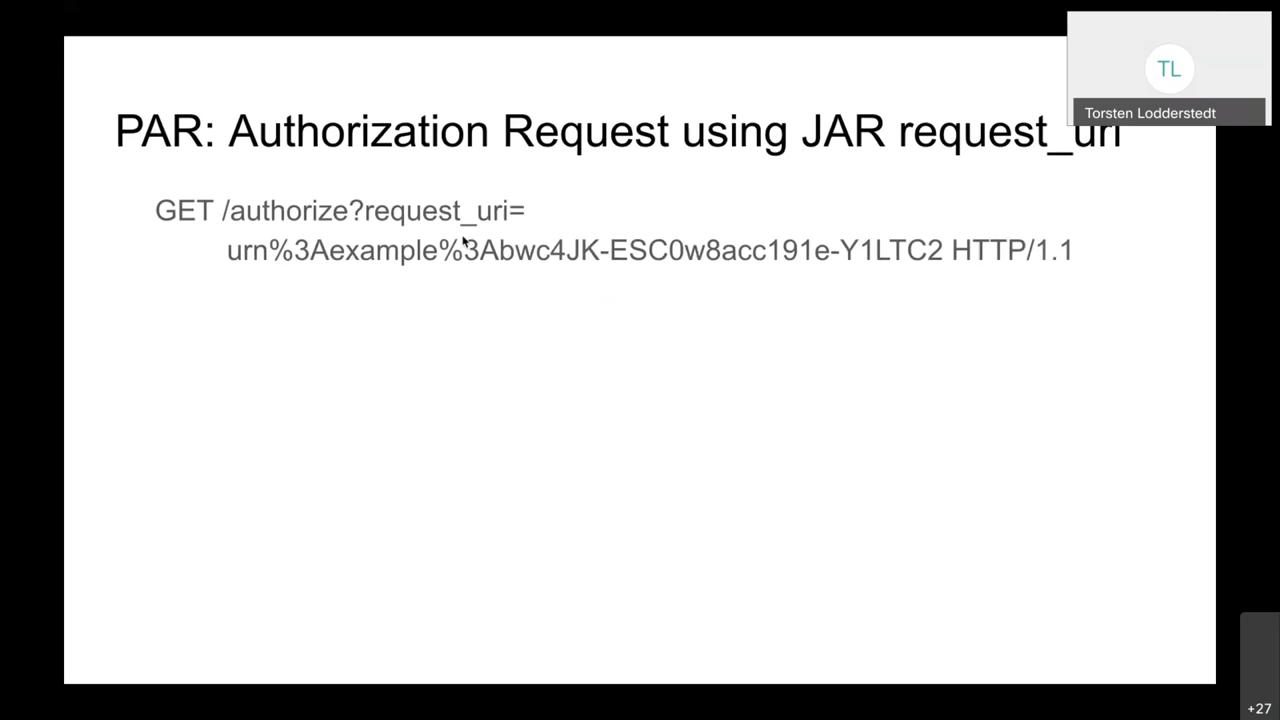 TL
Torsten Lodderstedt
PAR: Authorization Request using JAR request_uri
GET /authorize?request_uri=
urn%3Aexample%3Abwc4JK-ESC0w8acc191e-Y1LTC2 HTTP/1.1
+27